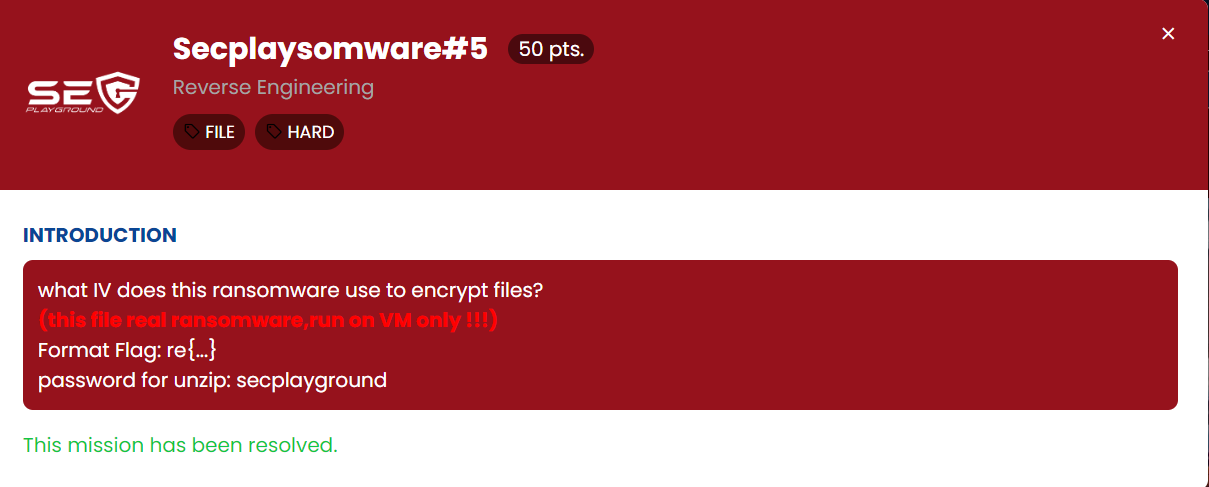 Secplaysomware#5 50 pts.
×
SEC
PLAYGROUND
Reverse Engineering
FILE HARD
INTRODUCTION
what IV does this ransomware use to encrypt files?
(this file real ransomware,run on VM only !!!)
Format Flag: re{...}
password for unzip: secplayground
This mission has been resolved.